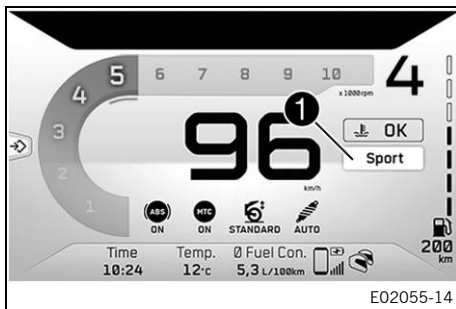 5 6 7 8 9 10
4
4
3
2
1
x1000rpm
1
96
km/h
OK
Sport
ABS
ON
MTC
ON
STANDARD
AUTO
200
km
Time
10:24
Temp.
12°C
Ø Fuel Con.
5,3 L/100km
E02055-14